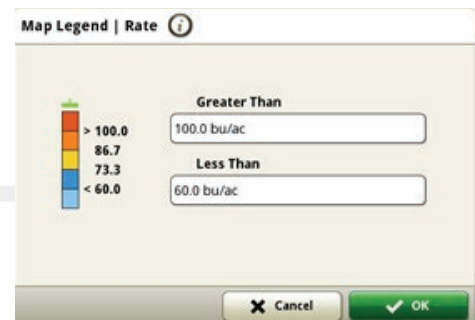 Map Legend | Rate
Greater Than
> 100.0
100.0 bu/ac
86.7
Less Than
73.3
< 60.0
60.0 bu/ac
Cancel
OK